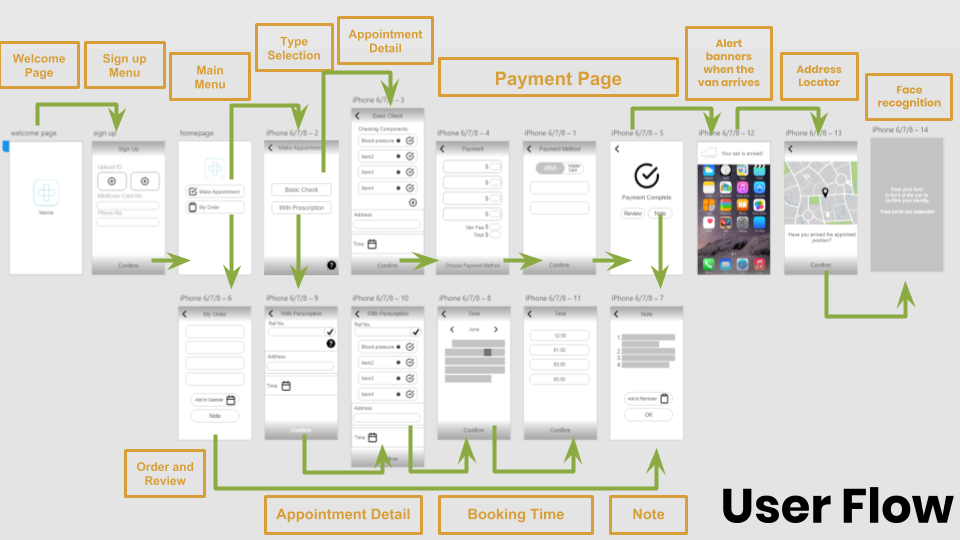 Welcome
Page
Sign up
Menu
Main
Menu
Type
Selection
Appointment
Detail
Payment Page
Alert
banners
when the
van arrives
Address
Locator
Face
recognition
welcome page
sign up
homepage
iPhone 6/7/8 – 2
iPhone 6/7/8 – 3
iPhone 6/7/8 – 4
iPhone 6/7/8 – 1
iPhone 6/7/8 – 5
iPhone 6/7/8 – 12
iPhone 6/7/8 – 13
iPhone 6/7/8 – 14
Vance
Sign Up
Upload ID
Medicare Card No.
Phone No.
Confirm
Make Appointment
My Order
Make Appointment
Basic Check
With Prescription
Basic Check
Checking Components:
Blood pressure
Item2
Item3
Item4
Address
Time
Confirm
Payment
$
$
$
$
Van Fee $
Total $
Choose Payment Method
Payment Method
VISA
Confirm
Payment Complete
Review
Note
Your van is arrived!
Have you arrived the appointed
position?
Confirm
iPhone 6/7/8 – 6
iPhone 6/7/8 – 9
iPhone 6/7/8 – 10
iPhone 6/7/8 – 8
iPhone 6/7/8 – 11
iPhone 6/7/8 – 7
My Order
Add to Calendar
Note
With Perscription
Ref No.
Address
Time
Confirm
With Perscription
Ref No.
Blood pressure
Item2
Item3
Item4
Address
Time
Confirm
Time
June
Confirm
Time
12:00
Confirm
Note
1.
2.
3.
4.
Add to Reminder
OK
Order and
Review
Appointment Detail
Booking Time
Note
User Flow